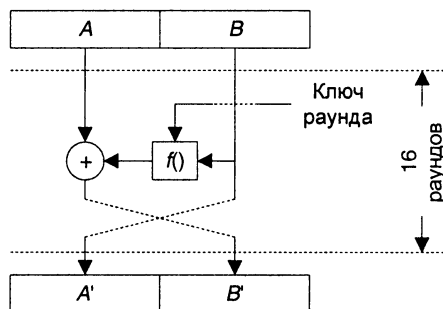 A B
Ключ
раунда
+ f()
16
раундов
A' B'